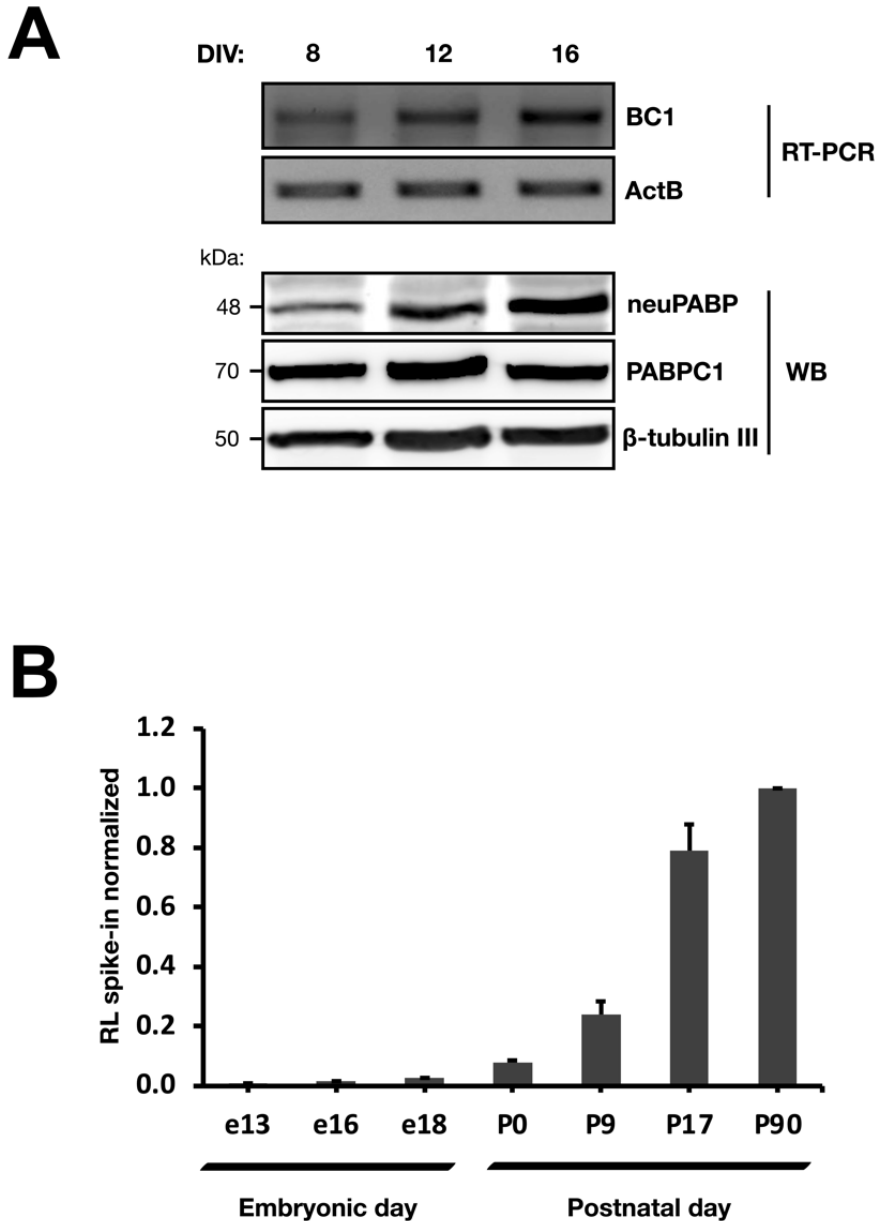 A
DIV: 8 12 16
BC1
ActB
RT-PCR
kDa:
48 neuPABP
70 PABPC1
50 β-tubulin III
WB
B
RL spike-in normalized
1.2
1.0
0.8
0.6
0.4
0.2
0.0
e13 e16 e18 P0 P9 P17 P90
Embryonic day Postnatal day